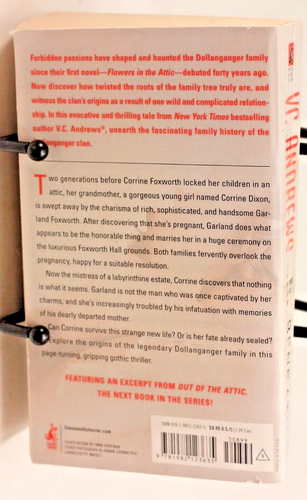 Forbidden passions have shaped and haunted the Dollanganger family
since their first novel—Flowers in the Attic—debuted forty years ago.
Now discover how twisted the roots of the family tree truly are, and
witness the clan's origins as a result of one wild and complicated relation-
ship. In this evocative and thrilling tale from New York Times bestselling
author V.C. Andrews®, unearth the fascinating family history of the
anganger clan.
Two generations before Corrine Foxworth locked her children in an
attic, her grandmother, a gorgeous young girl named Corrine Dixon,
is swept away by the charisma of rich, sophisticated, and handsome Gar-
land Foxworth. After discovering that she's pregnant, Garland does what
appears to be the honorable thing and marries her in a huge ceremony on
the luxurious Foxworth Hall grounds. Both families fervently overlook the
pregnancy, happy for a suitable resolution.
Now the mistress of a labyrinthine estate, Corrine discovers that nothing
is what it seems. Garland is not the man who was once captivated by her
charms, and she's increasingly troubled by his infatuation with memories
of his dearly departed mother.
Can Corrine survive this strange new life? Or is her fate already sealed?
Explore the origins of the legendary Dollanganger family in this
page-turning, gripping gothic thriller.
FEATURING AN EXCERPT FROM OUT OF THE ATTIC,
THE NEXT BOOK IN THE SERIES!
SimonandSchuster.com
50899
V.C. ANDREWS